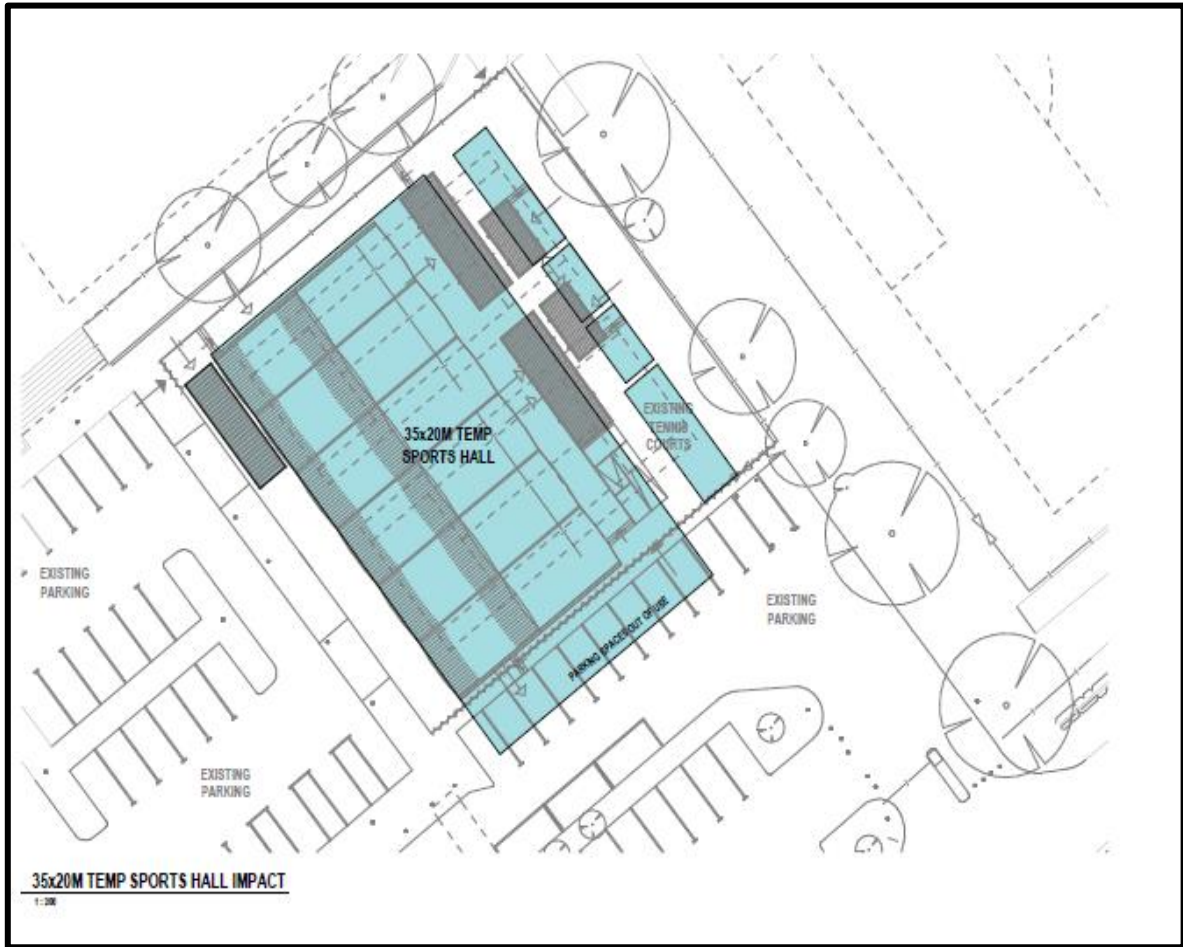 35x20M TEMP
SPORTS HALL
EXISTING
TENNIS
COURTS
EXISTING
PARKING
EXISTING
PARKING
PARKING SPACES OUT OF USE
EXISTING
PARKING
35x20M TEMP SPORTS HALL IMPACT